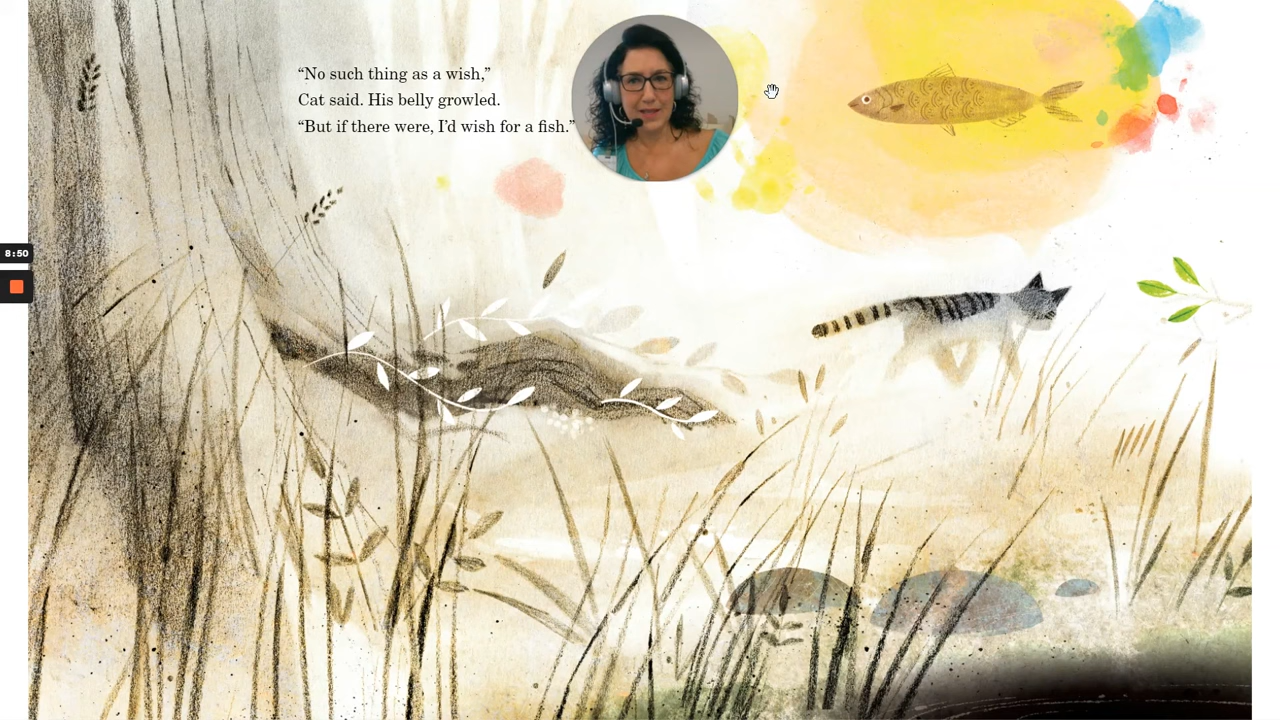 “No such thing as a wish,”
Cat said. His belly growled.
“But if there were, I’d wish for a fish.”
8:50